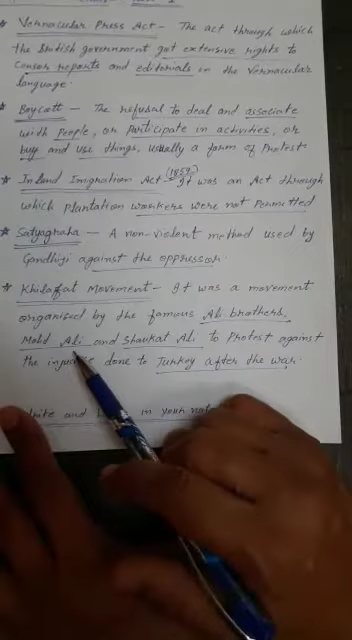 * Vernacular Press Act - The act through which
the British government got extensive rights to
Censor reports and editorials in the Vernacular
language.
* Boycott - The refusal to deal and associate
with People, or Participate in activities, or
buy and use things, usually a form of Protest.
* Inland Imigration Act (1859) - It was an Act through
which plantation workers were not Permitted
* Satyagraha - A non-violent method used by
Gandhiji against the oppressor.
* Khilafat Movement - It was a movement
organised by the famous Ali brothers,
Mohd Ali and Shaukat Ali to Protest against
the done to Turkey after the war.
and in your